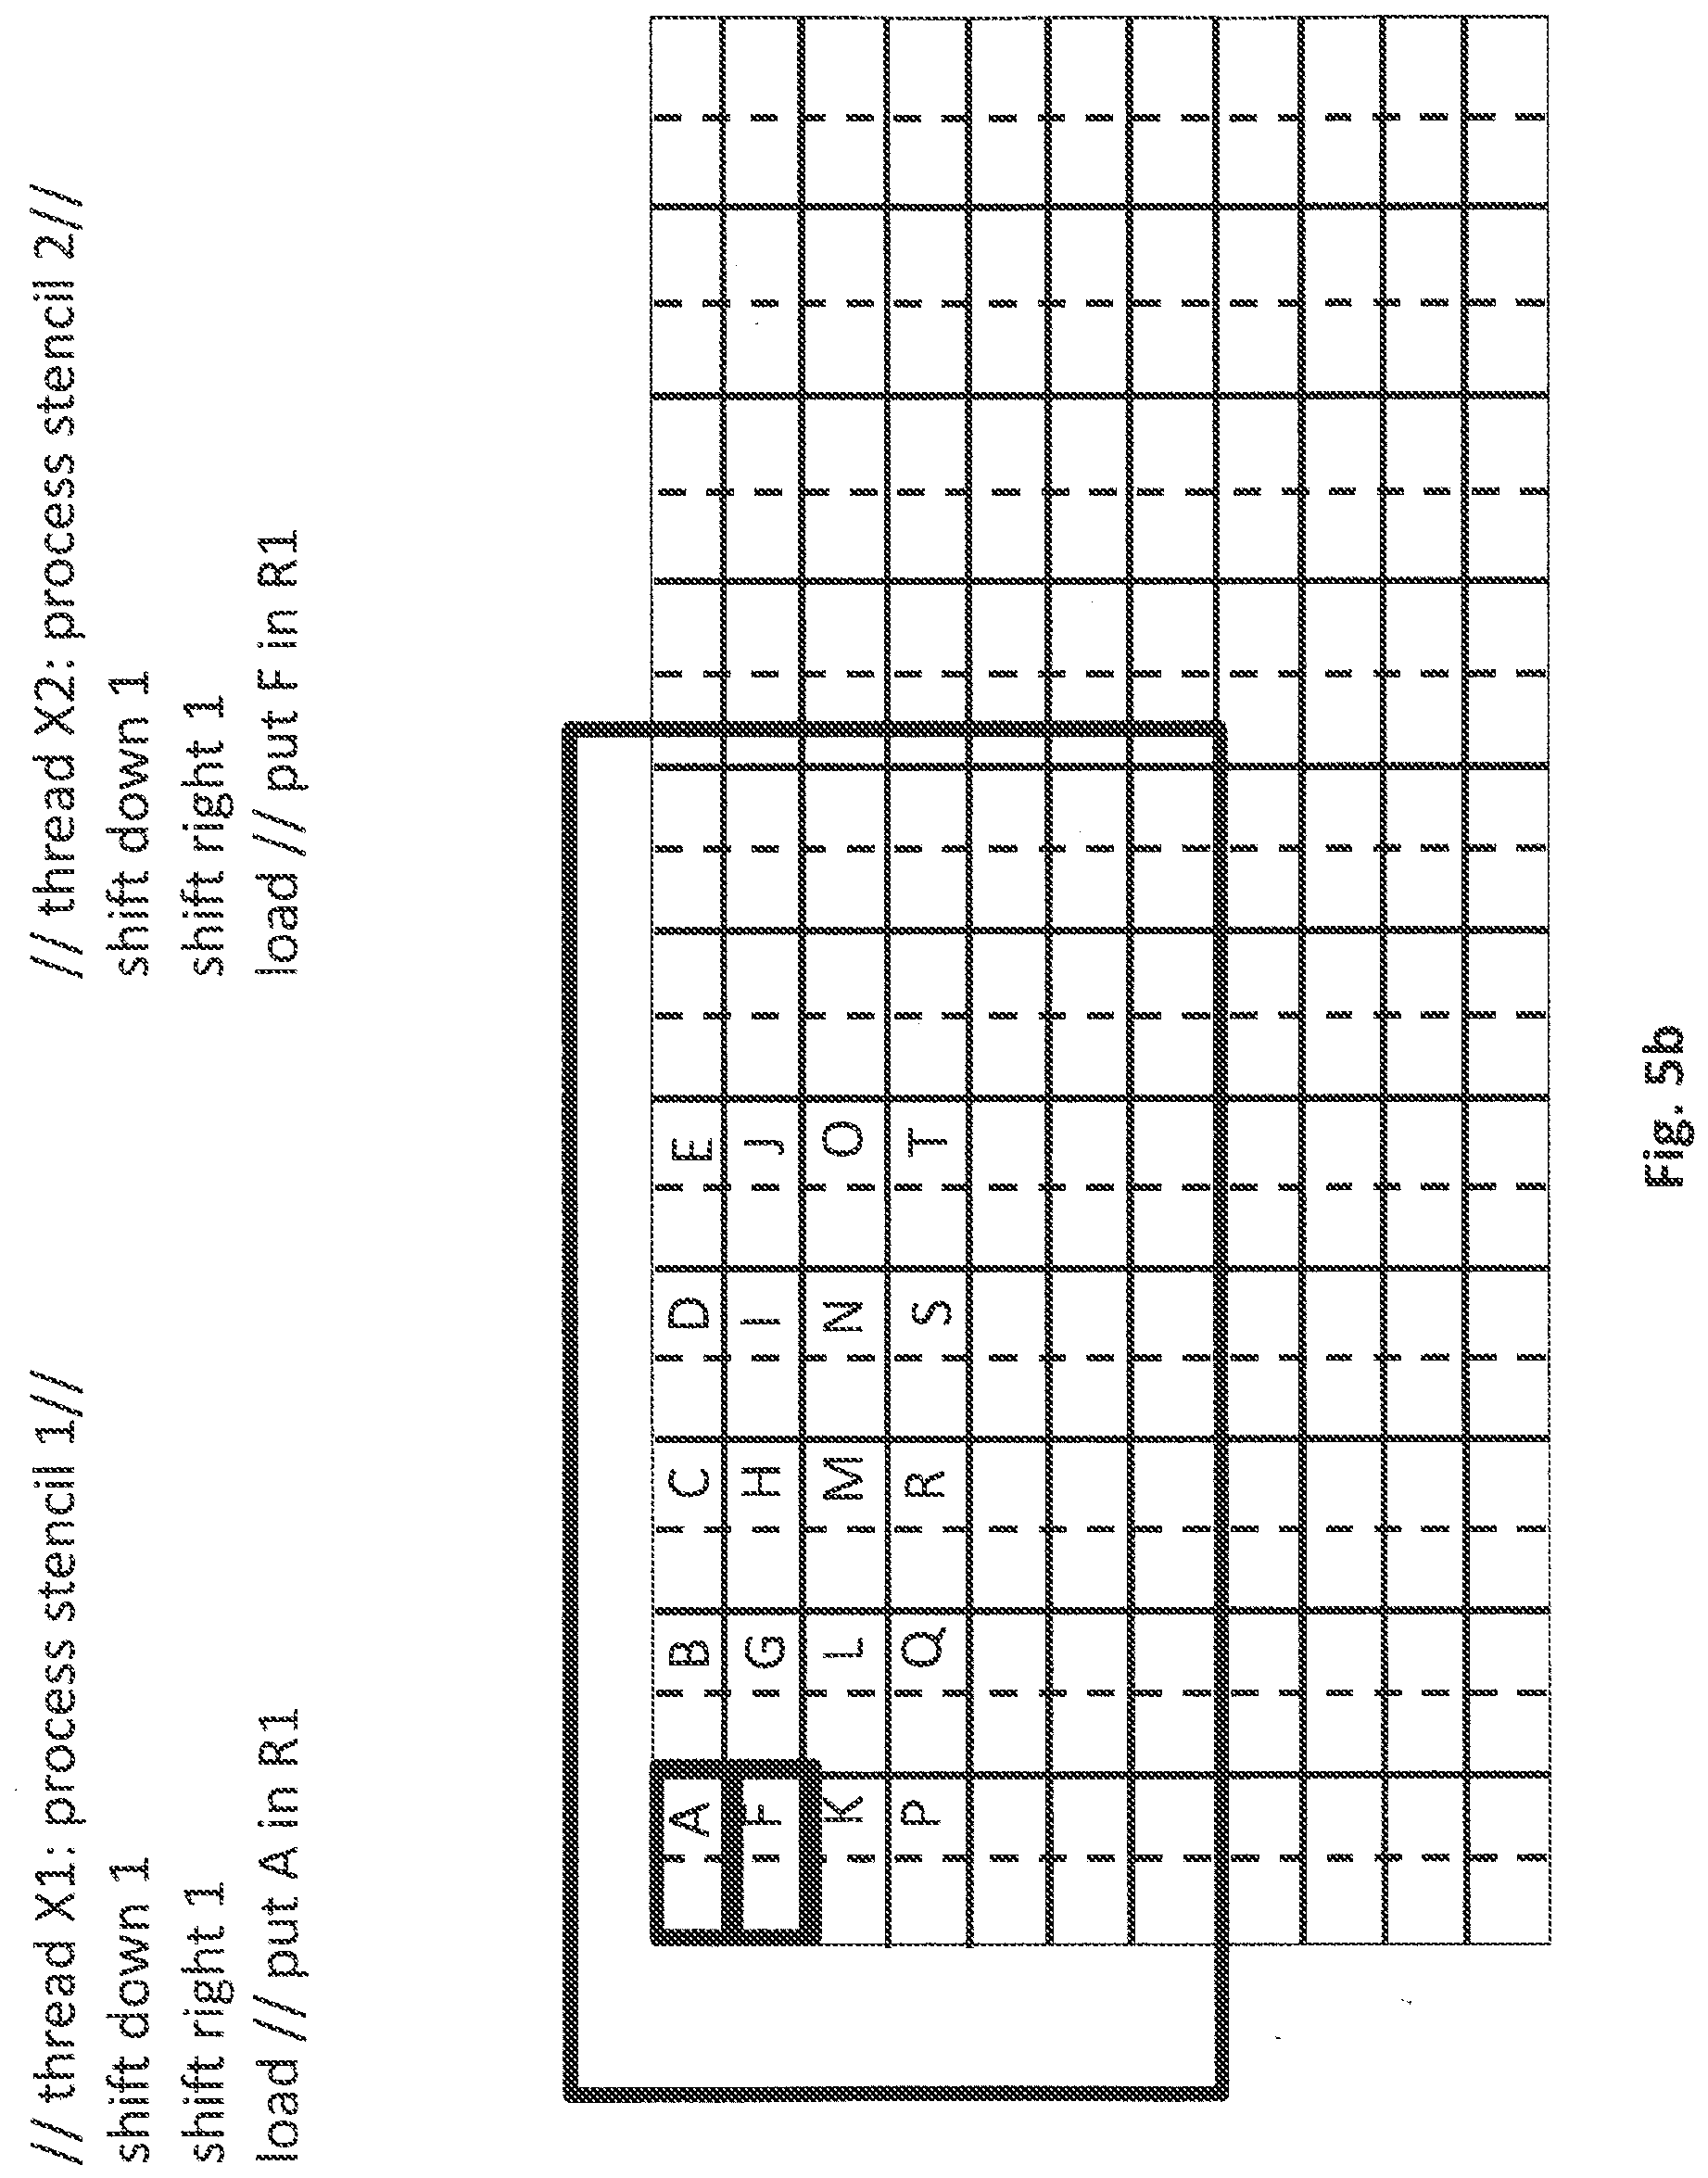 // thread X1: process stencil 1//
shift down 1
shift right 1
load // put A in R1
// thread X2: process stencil 2//
shift down 1
shift right 1
load // put F in R1
A B C D E
F G H I J
K L M N O
P Q R S T
Fig. 5b